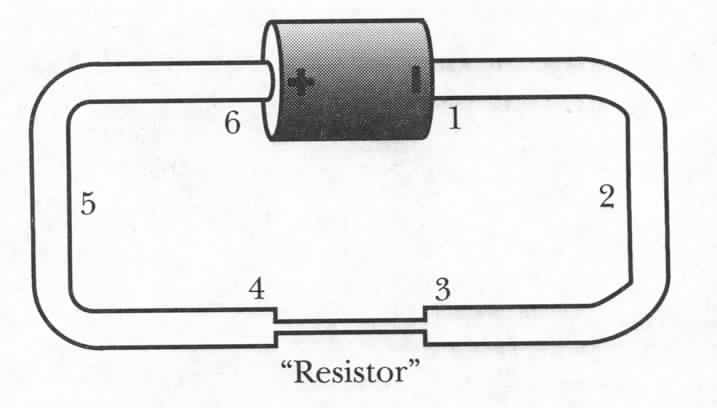 + -
6 1
5 2
4 3
“Resistor”